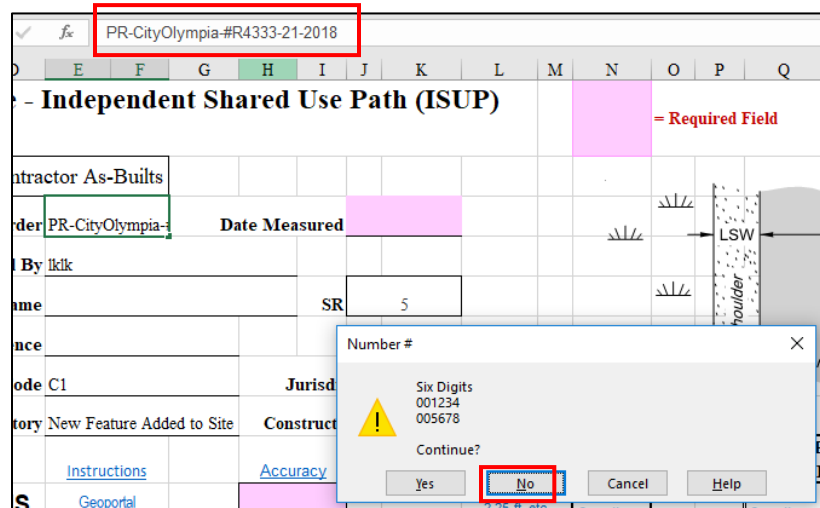 fx PR-CityOlympia-#R4333-21-2018
E F G H I J K L M N O P Q
- Independent Shared Use Path (ISUP)
= Required Field
ntractor As-Builts
rder PR-CityOlympia-# Date Measured
LSW
l By lklk
ame SR 5
houlder
nce
Number #
ode C1 Jurisd
Six Digits
001234
005678
tory New Feature Added to Site Construct
Continue?
Instructions Accuracy
Yes No Cancel Help
Geoportal